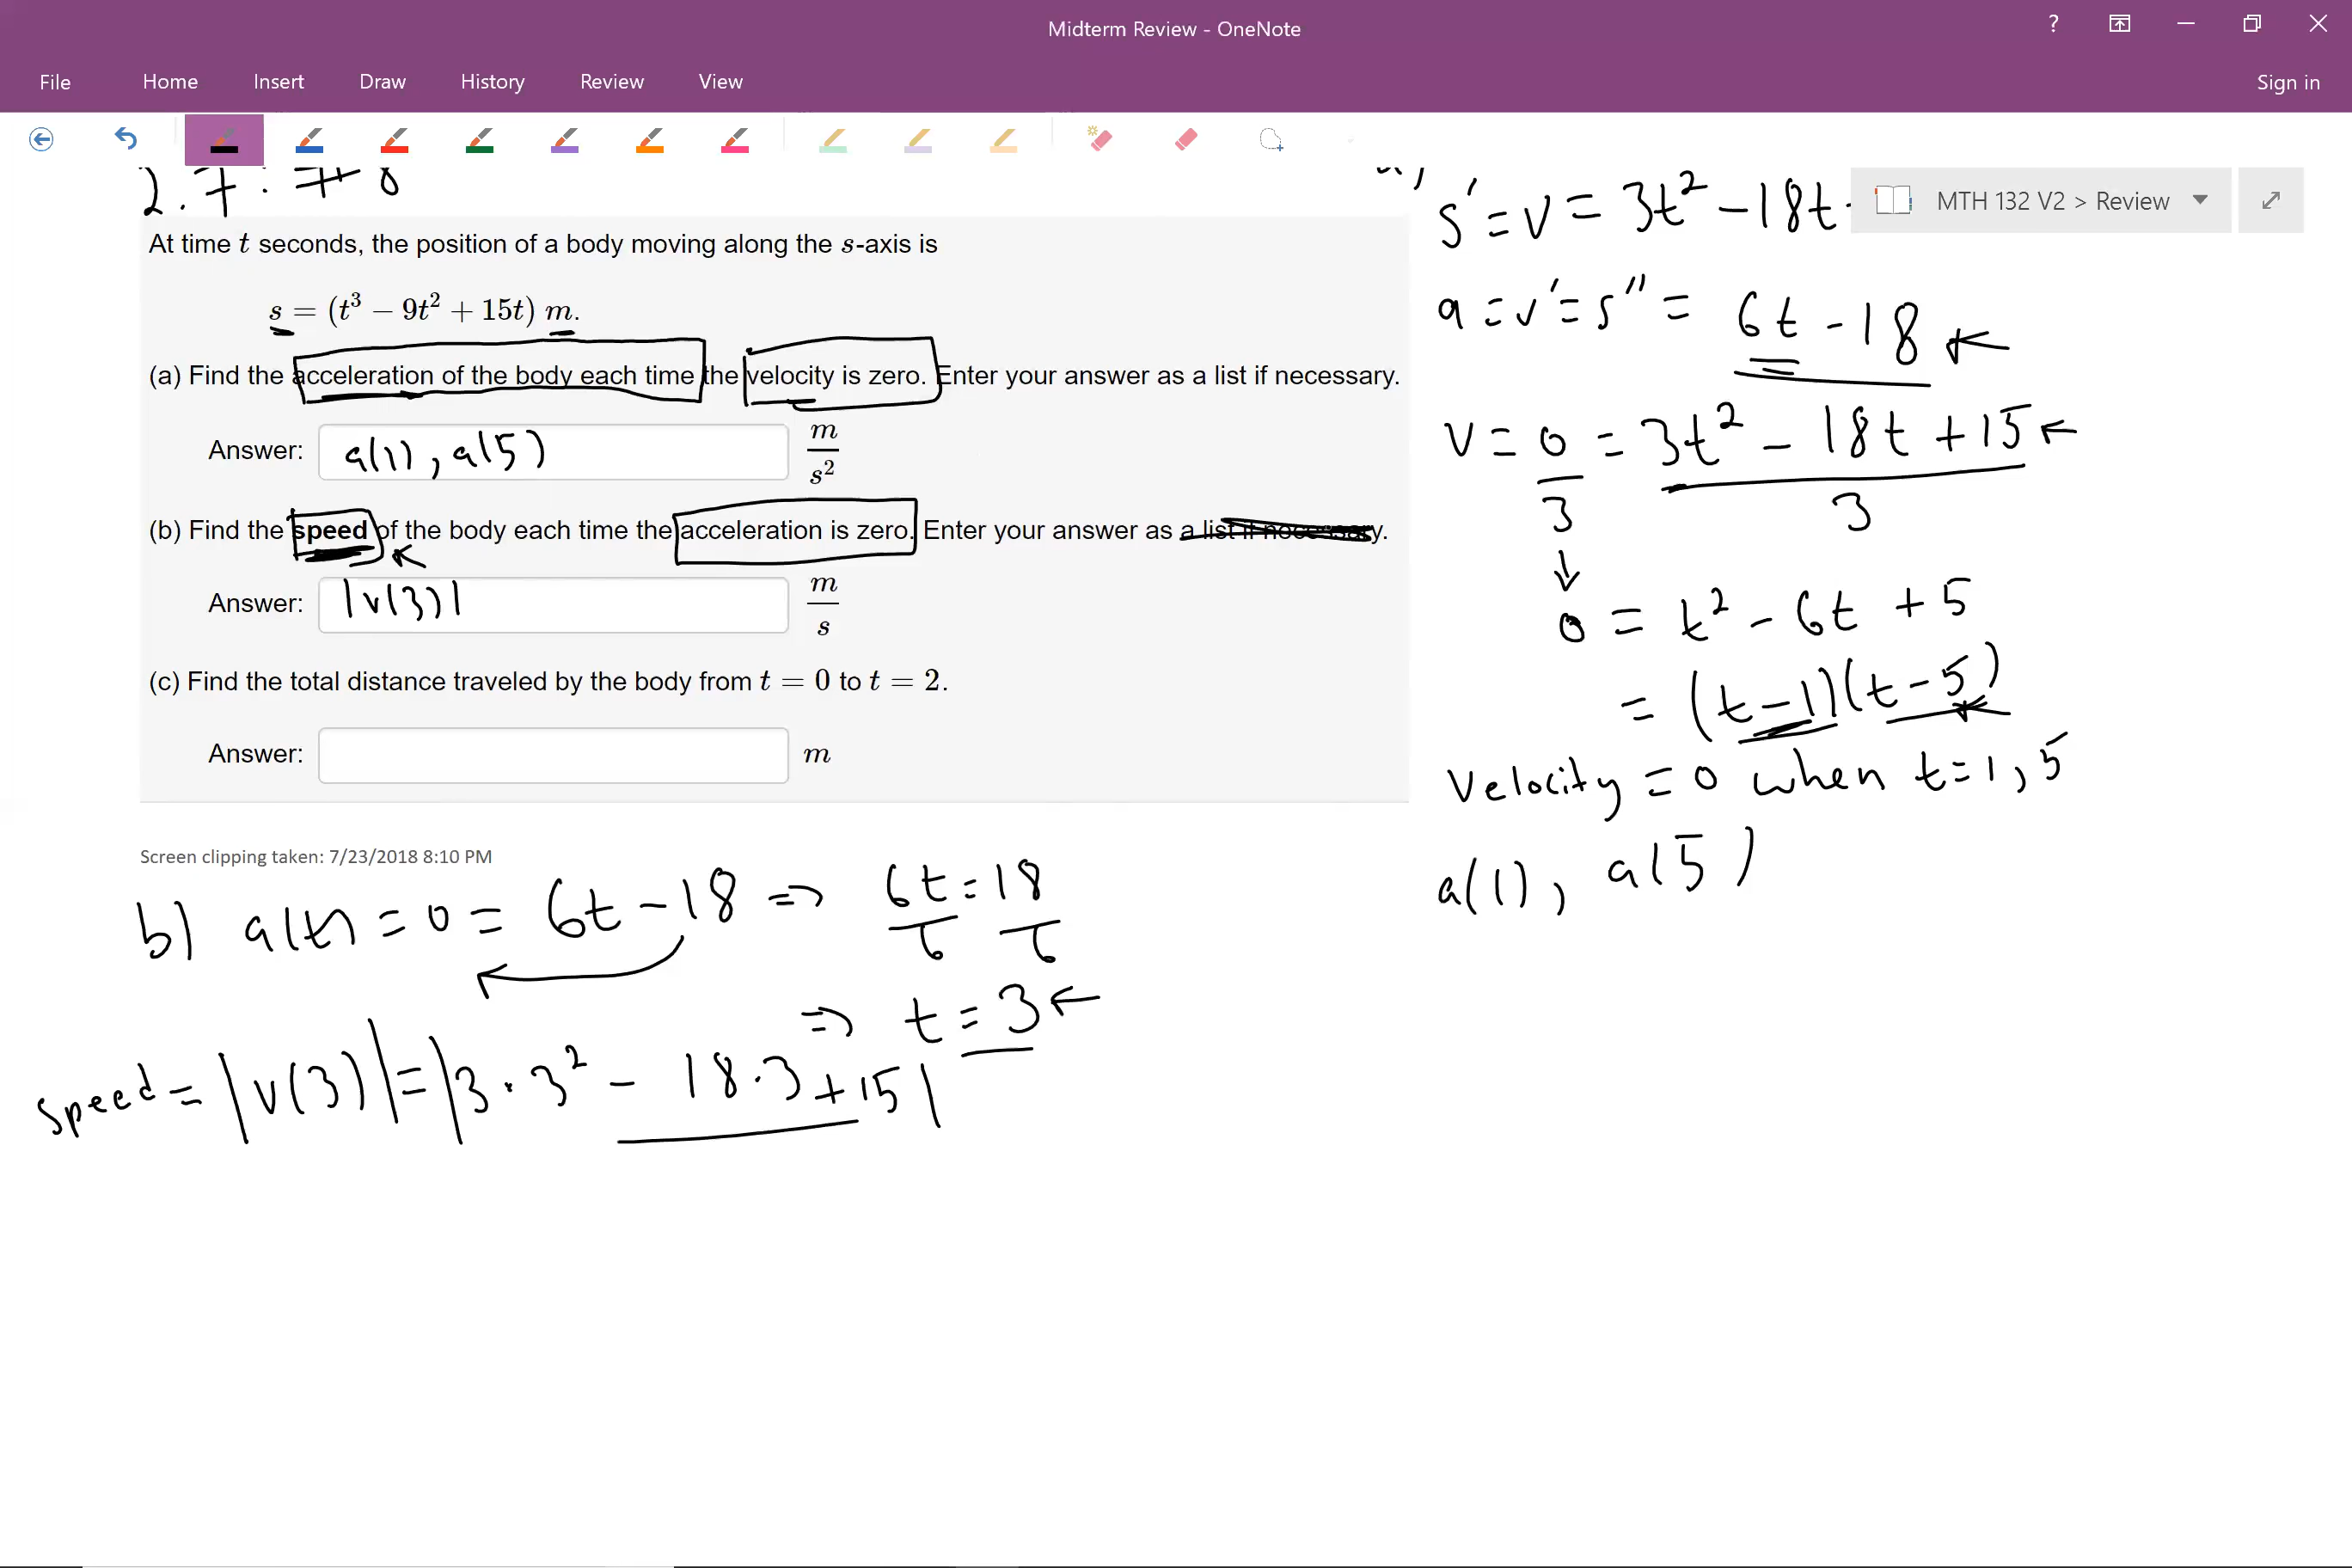 Midterm Review - OneNote
?
File Home Insert Draw History Review View
Sign in
MTH 132 V2 > Review
2.7: 7+8
At time t seconds, the position of a body moving along the s-axis is
s = (t³ − 9t² + 15t) m.
(a) Find the acceleration of the body each time the velocity is zero. Enter your answer as a list if necessary.
Answer: a(1), a(5) m/s²
(b) Find the speed of the body each time the acceleration is zero. Enter your answer as a list if necessary.
Answer: |v(3)| m/s
(c) Find the total distance traveled by the body from t = 0 to t = 2.
Answer: m
Screen clipping taken: 7/23/2018 8:10 PM
s' = v = 3t² - 18t
a = v' = s'' = 6t - 18 ←
v = 0/3 = (3t² - 18t + 15)/3 ←
↓
0 = t² - 6t + 5
= (t-1)(t-5)
Velocity = 0 when t=1, 5
a(1), a(5)
b) a(t) = 0 = 6t - 18 ⇒ 6t/6 = 18/6
⇒ t = 3 ←
Speed = |v(3)| = |3·3² - 18·3 + 15|